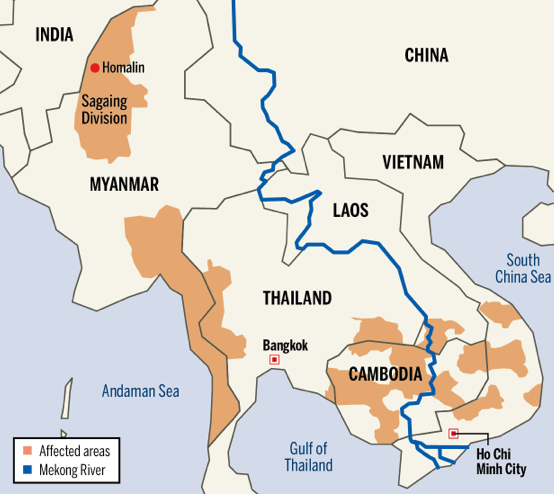 INDIA
CHINA
Homalin
Sagaing
Division
VIETNAM
MYANMAR
LAOS
South
China Sea
THAILAND
Bangkok
CAMBODIA
Andaman Sea
Gulf of
Thailand
Ho Chi
Minh City
Affected areas
Mekong River